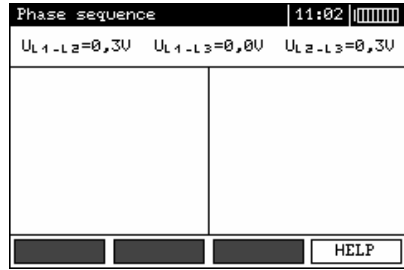 Phase sequence 11:02
UL1-L2=0,3V UL1-L3=0,0V UL2-L3=0,3V
HELP